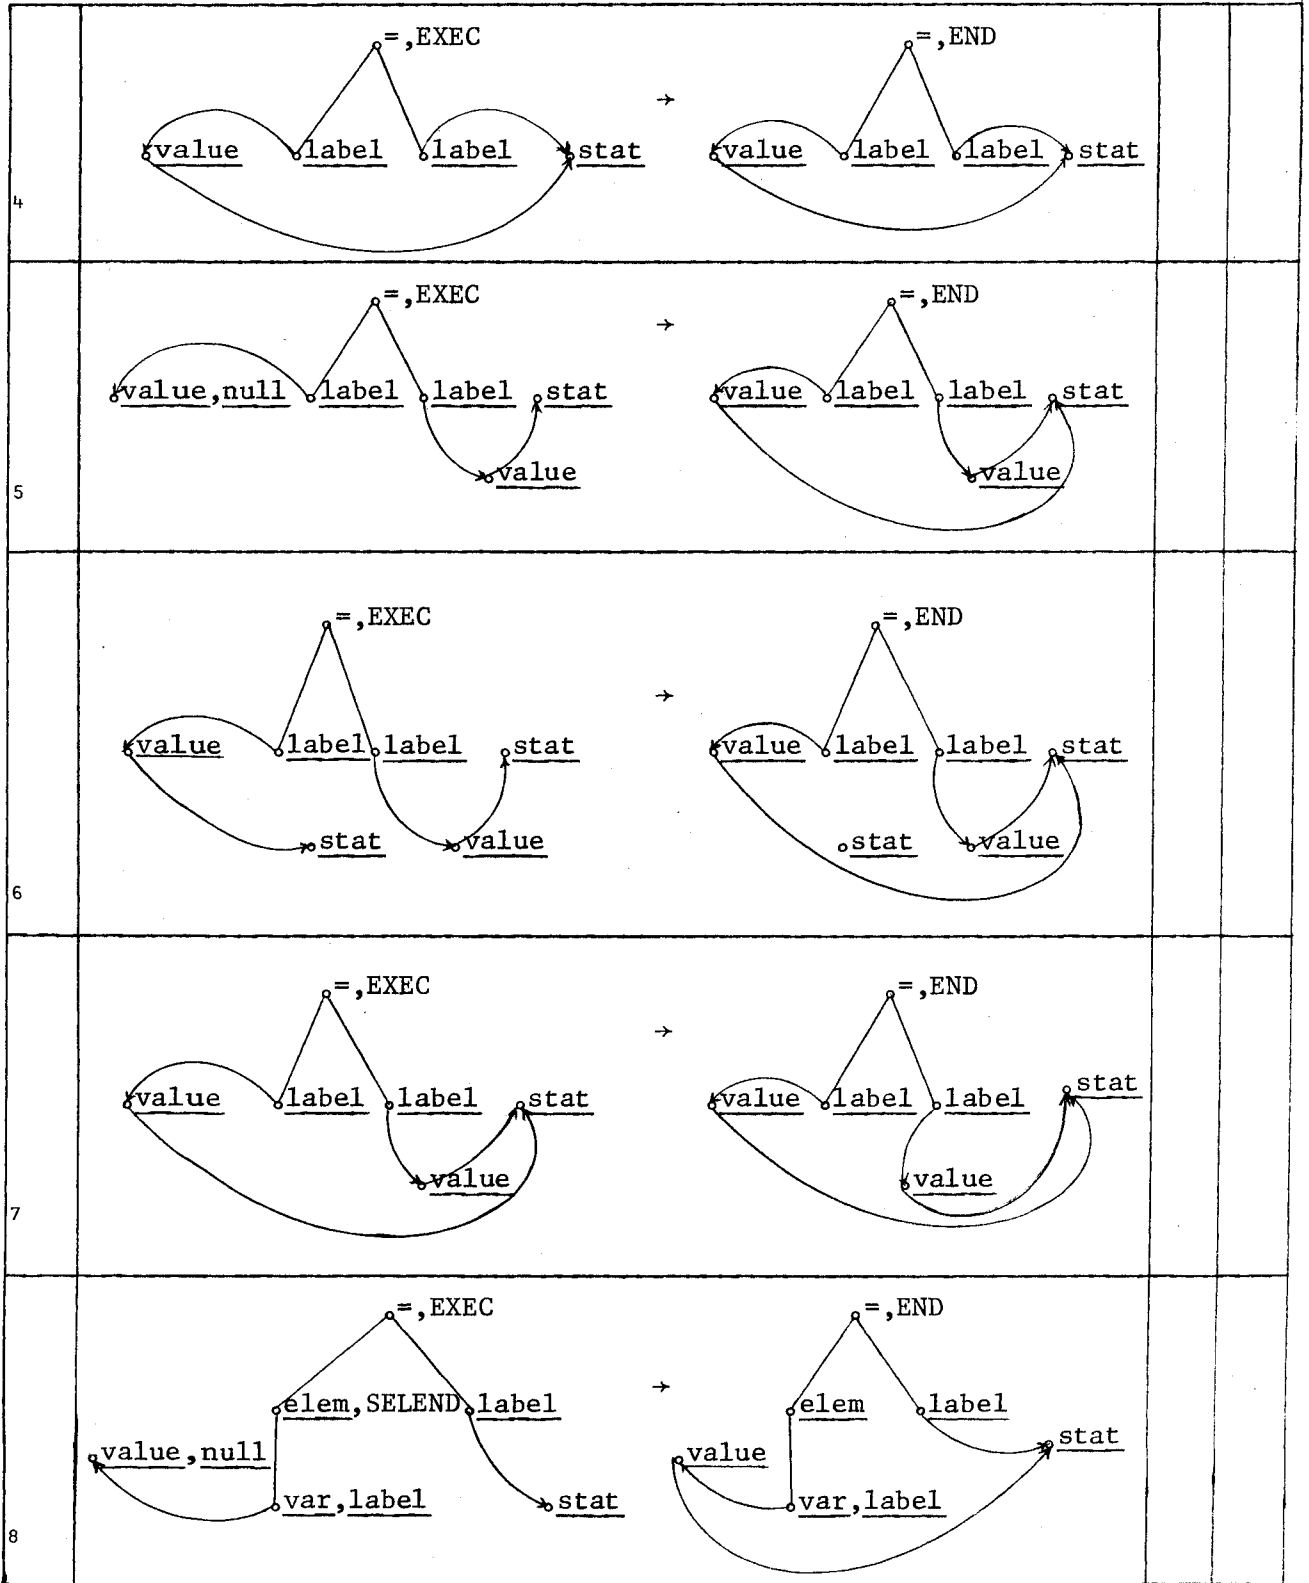 =,EXEC → =,END
value label label stat value label label stat
4
=,EXEC → =,END
value,null label label stat value label label stat
value value
5
=,EXEC → =,END
value label label stat value label label stat
stat value stat value
6
=,EXEC → =,END
value label label stat value label label stat
value value
7
=,EXEC → =,END
elem,SELEND label elem label
value,null value stat
var,label stat var,label
8